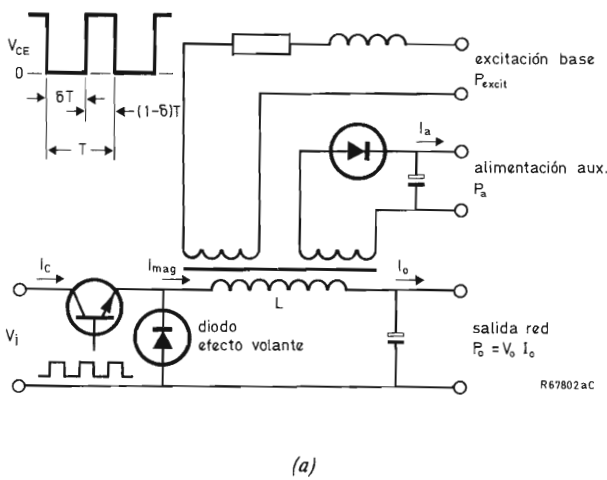 V_CE
0
δT
(1-δ)T
T
excitación base
P_excit
I_a
alimentación aux.
P_a
I_C
I_mag
I_o
L
V_i
diodo
efecto volante
salida red
P_o = V_o I_o
R67802aC
(a)